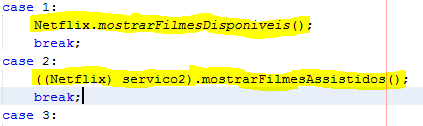 case 1:
Netflix.mostrarFilmesDisponiveis();
break;
case 2:
((Netflix) servico2).mostrarFilmesAssistidos();
break;
case 3: